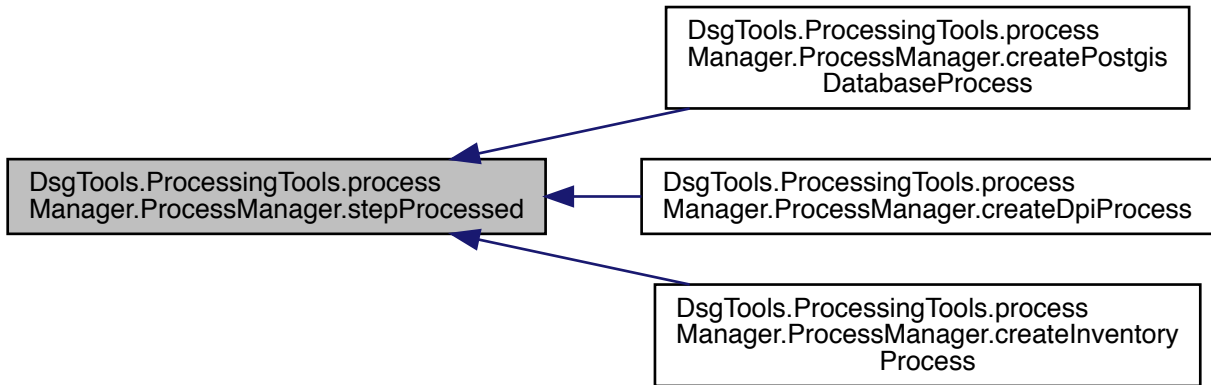 DsgTools.ProcessingTools.process
Manager.ProcessManager.createPostgis
DatabaseProcess
DsgTools.ProcessingTools.process
Manager.ProcessManager.stepProcessed
DsgTools.ProcessingTools.process
Manager.ProcessManager.createDpiProcess
DsgTools.ProcessingTools.process
Manager.ProcessManager.createInventory
Process